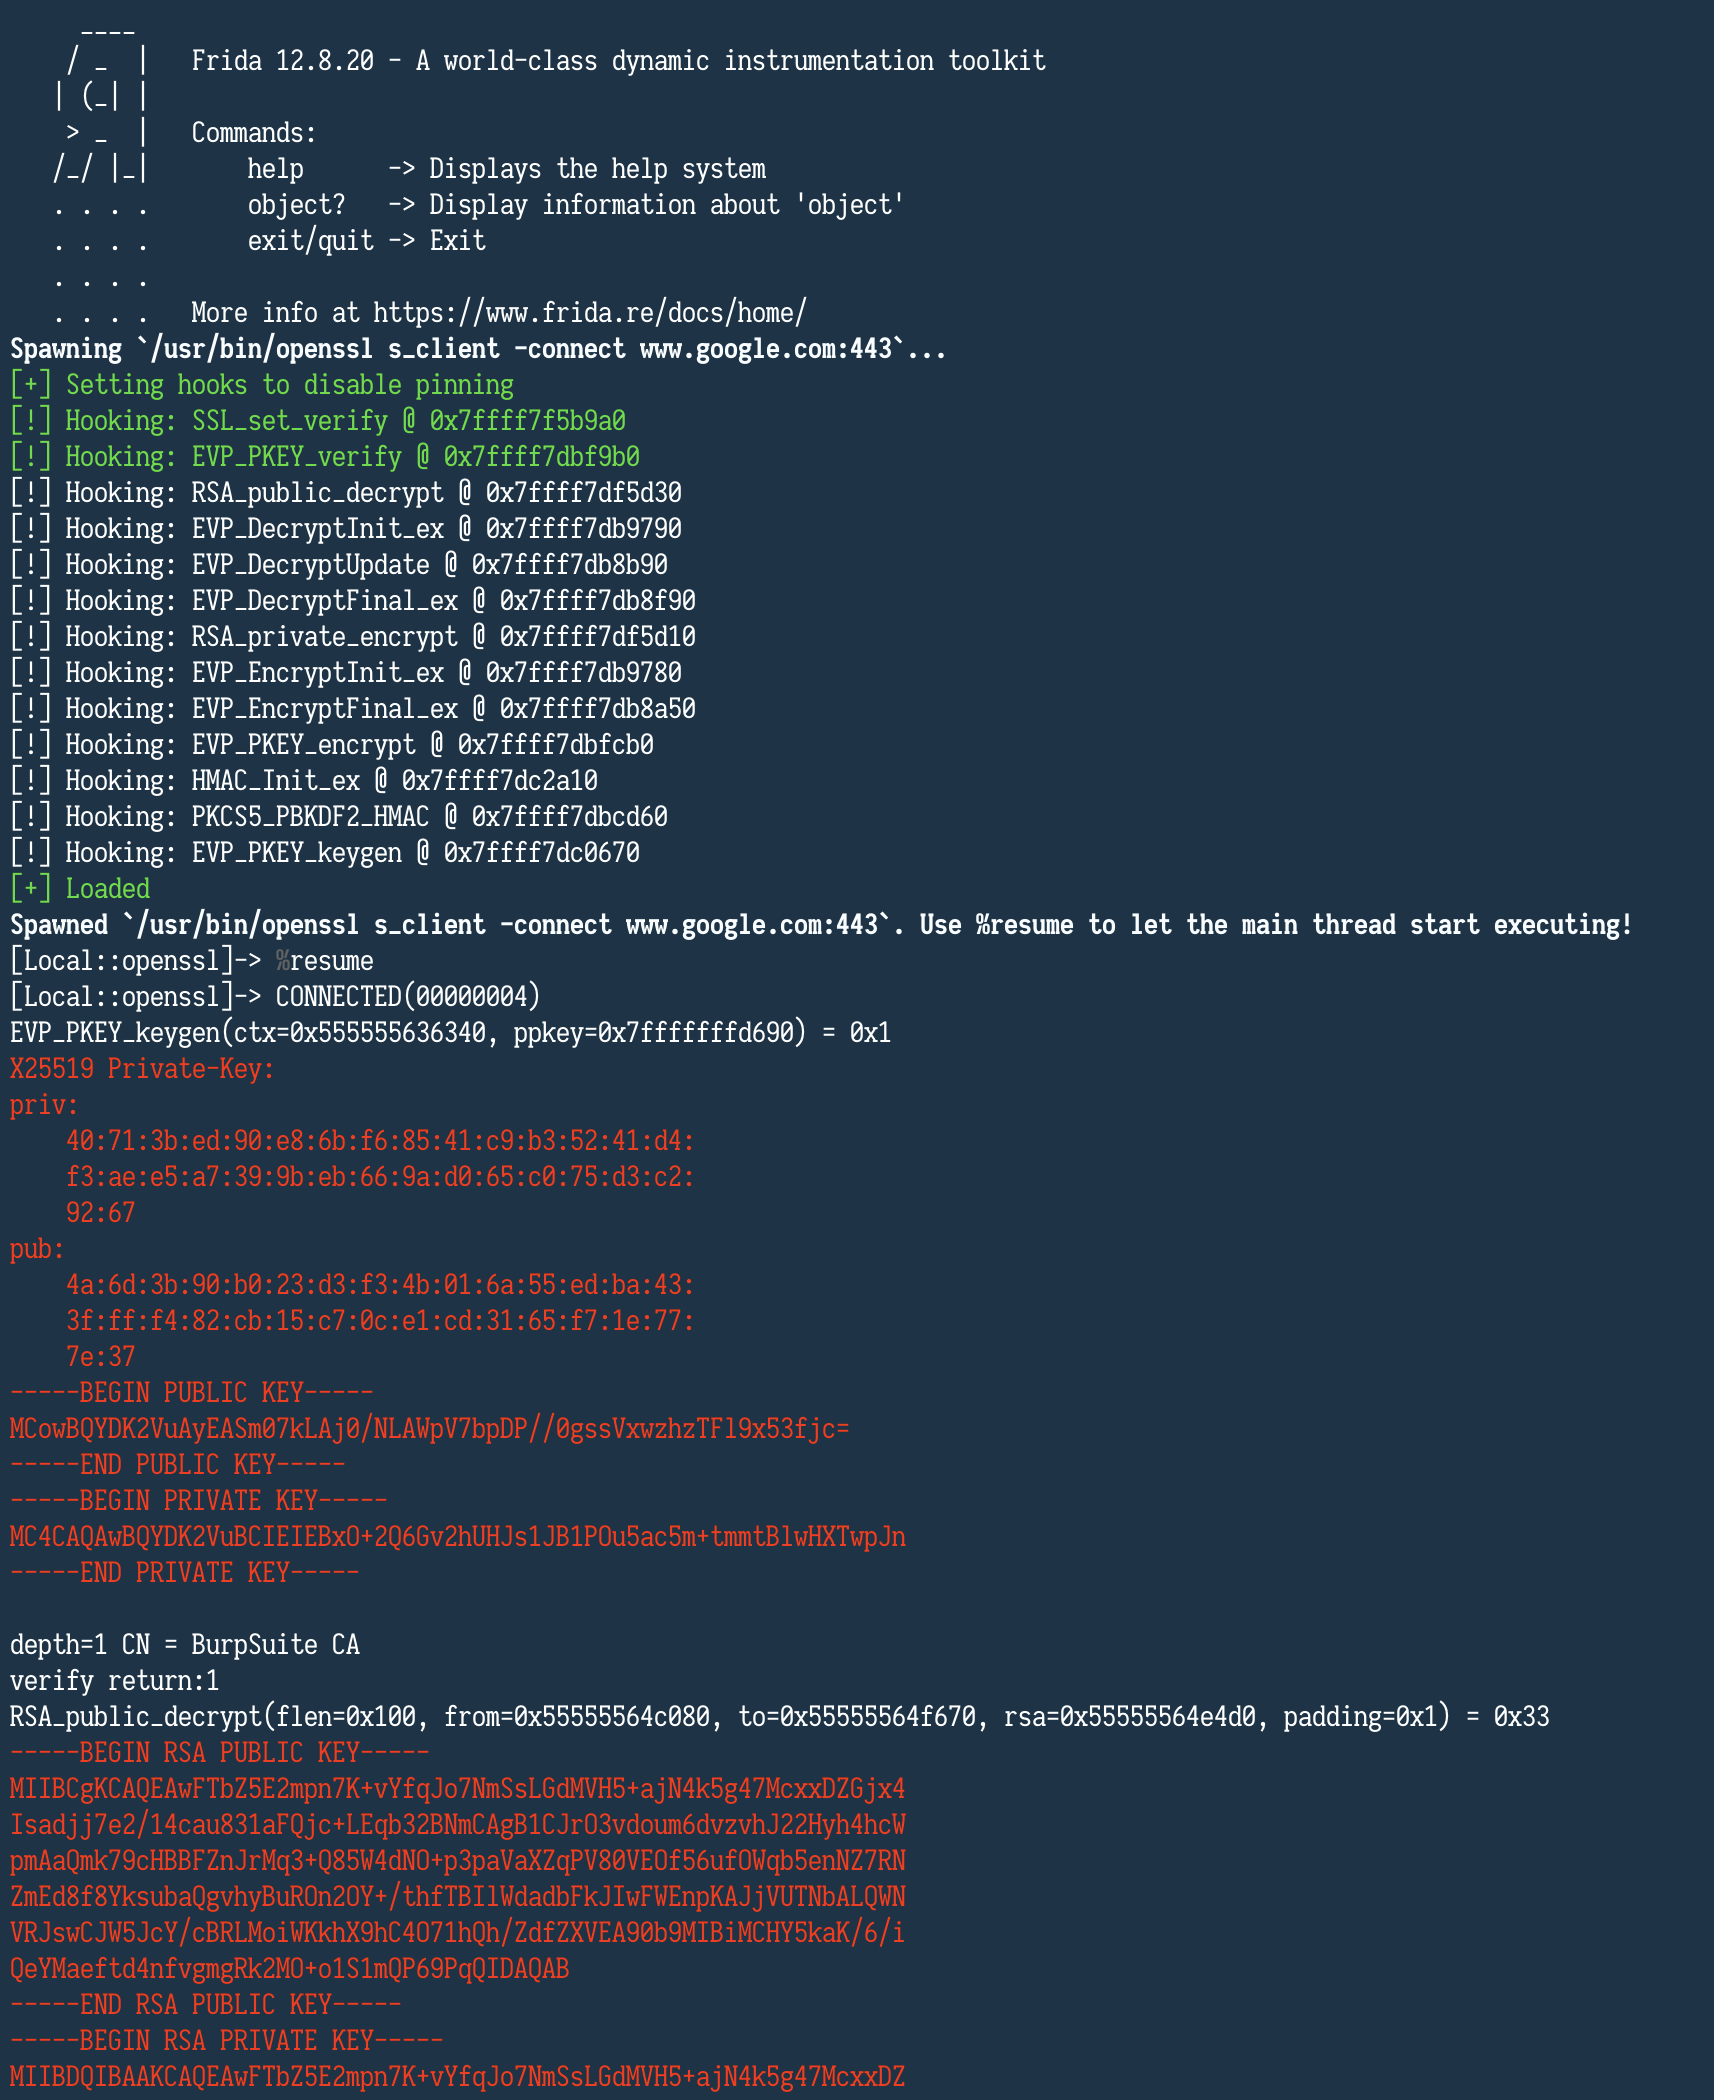 ____
    / _  |   Frida 12.8.20 - A world-class dynamic instrumentation toolkit
   | (_| |
    > _  |   Commands:
   /_/ |_|       help      -> Displays the help system
   . . . .       object?   -> Display information about 'object'
   . . . .       exit/quit -> Exit
   . . . .
   . . . .   More info at https://www.frida.re/docs/home/
Spawning `/usr/bin/openssl s_client -connect www.google.com:443`...
[+] Setting hooks to disable pinning
[!] Hooking: SSL_set_verify @ 0x7ffff7f5b9a0
[!] Hooking: EVP_PKEY_verify @ 0x7ffff7dbf9b0
[!] Hooking: RSA_public_decrypt @ 0x7ffff7df5d30
[!] Hooking: EVP_DecryptInit_ex @ 0x7ffff7db9790
[!] Hooking: EVP_DecryptUpdate @ 0x7ffff7db8b90
[!] Hooking: EVP_DecryptFinal_ex @ 0x7ffff7db8f90
[!] Hooking: RSA_private_encrypt @ 0x7ffff7df5d10
[!] Hooking: EVP_EncryptInit_ex @ 0x7ffff7db9780
[!] Hooking: EVP_EncryptFinal_ex @ 0x7ffff7db8a50
[!] Hooking: EVP_PKEY_encrypt @ 0x7ffff7dbfcb0
[!] Hooking: HMAC_Init_ex @ 0x7ffff7dc2a10
[!] Hooking: PKCS5_PBKDF2_HMAC @ 0x7ffff7dbcd60
[!] Hooking: EVP_PKEY_keygen @ 0x7ffff7dc0670
[+] Loaded
Spawned `/usr/bin/openssl s_client -connect www.google.com:443`. Use %resume to let the main thread start executing!
[Local::openssl]-> %resume
[Local::openssl]-> CONNECTED(00000004)
EVP_PKEY_keygen(ctx=0x555555636340, ppkey=0x7fffffffd690) = 0x1
X25519 Private-Key:
priv:
    40:71:3b:ed:90:e8:6b:f6:85:41:c9:b3:52:41:d4:
    f3:ae:e5:a7:39:9b:eb:66:9a:d0:65:c0:75:d3:c2:
    92:67
pub:
    4a:6d:3b:90:b0:23:d3:f3:4b:01:6a:55:ed:ba:43:
    3f:ff:f4:82:cb:15:c7:0c:e1:cd:31:65:f7:1e:77:
    7e:37
-----BEGIN PUBLIC KEY-----
MCowBQYDK2VuAyEASm07kLAj0/NLAWpV7bpDP//0gssVxwzhzTFl9x53fjc=
-----END PUBLIC KEY-----
-----BEGIN PRIVATE KEY-----
MC4CAQAwBQYDK2VuBCIEIEBxO+2Q6Gv2hUHJs1JB1POu5ac5m+tmmtBlwHXTwpJn
-----END PRIVATE KEY-----
depth=1 CN = BurpSuite CA
verify return:1
RSA_public_decrypt(flen=0x100, from=0x55555564c080, to=0x55555564f670, rsa=0x55555564e4d0, padding=0x1) = 0x33
-----BEGIN RSA PUBLIC KEY-----
MIIBCgKCAQEAwFTbZ5E2mpn7K+vYfqJo7NmSsLGdMVH5+ajN4k5g47McxxDZGjx4
Isadjj7e2/14cau831aFQjc+LEqb32BNmCAgB1CJrO3vdoum6dvzvhJ22Hyh4hcW
pmAaQmk79cHBBFZnJrMq3+Q85W4dNO+p3paVaXZqPV80VEOf56ufOWqb5enNZ7RN
ZmEd8f8YksubaQgvhyBuROn2OY+/thfTBIlWdadbFkJIwFWEnpKAJjVUTNbALQWN
VRJswCJW5JcY/cBRLMoiWKkhX9hC4O71hQh/ZdfZXVEA90b9MIBiMCHY5kaK/6/i
QeYMaeftd4nfvgmgRk2MO+o1S1mQP69PqQIDAQAB
-----END RSA PUBLIC KEY-----
-----BEGIN RSA PRIVATE KEY-----
MIIBDQIBAAKCAQEAwFTbZ5E2mpn7K+vYfqJo7NmSsLGdMVH5+ajN4k5g47McxxDZ